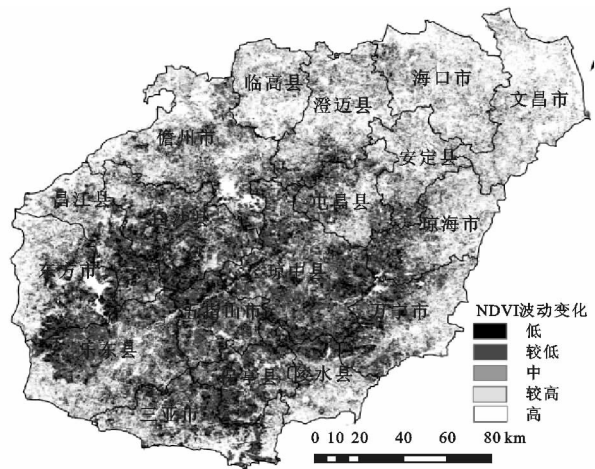 临高县
海口市
澄迈县
文昌市
儋州市
安定县
昌江县
屯昌县
琼海市
东方市
琼中县
五指山市
万宁市
乐东县
陵水县
三亚市
NDVI波动变化
低
较低
中
较高
高
0 10 20 40 60 80 km